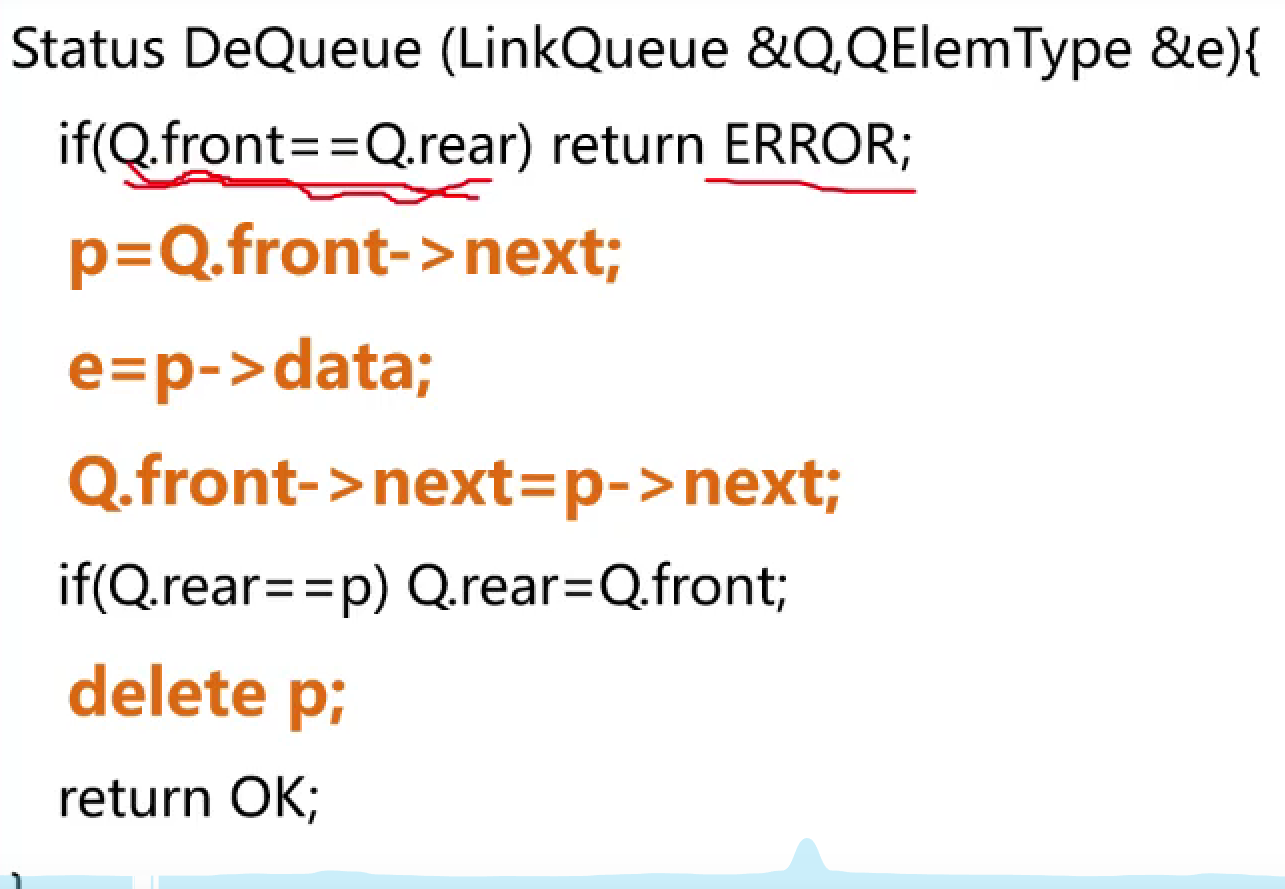 Status DeQueue (LinkQueue &Q,QElemType &e){
if(Q.front==Q.rear) return ERROR;
p=Q.front->next;
e=p->data;
Q.front->next=p->next;
if(Q.rear==p) Q.rear=Q.front;
delete p;
return OK;
}